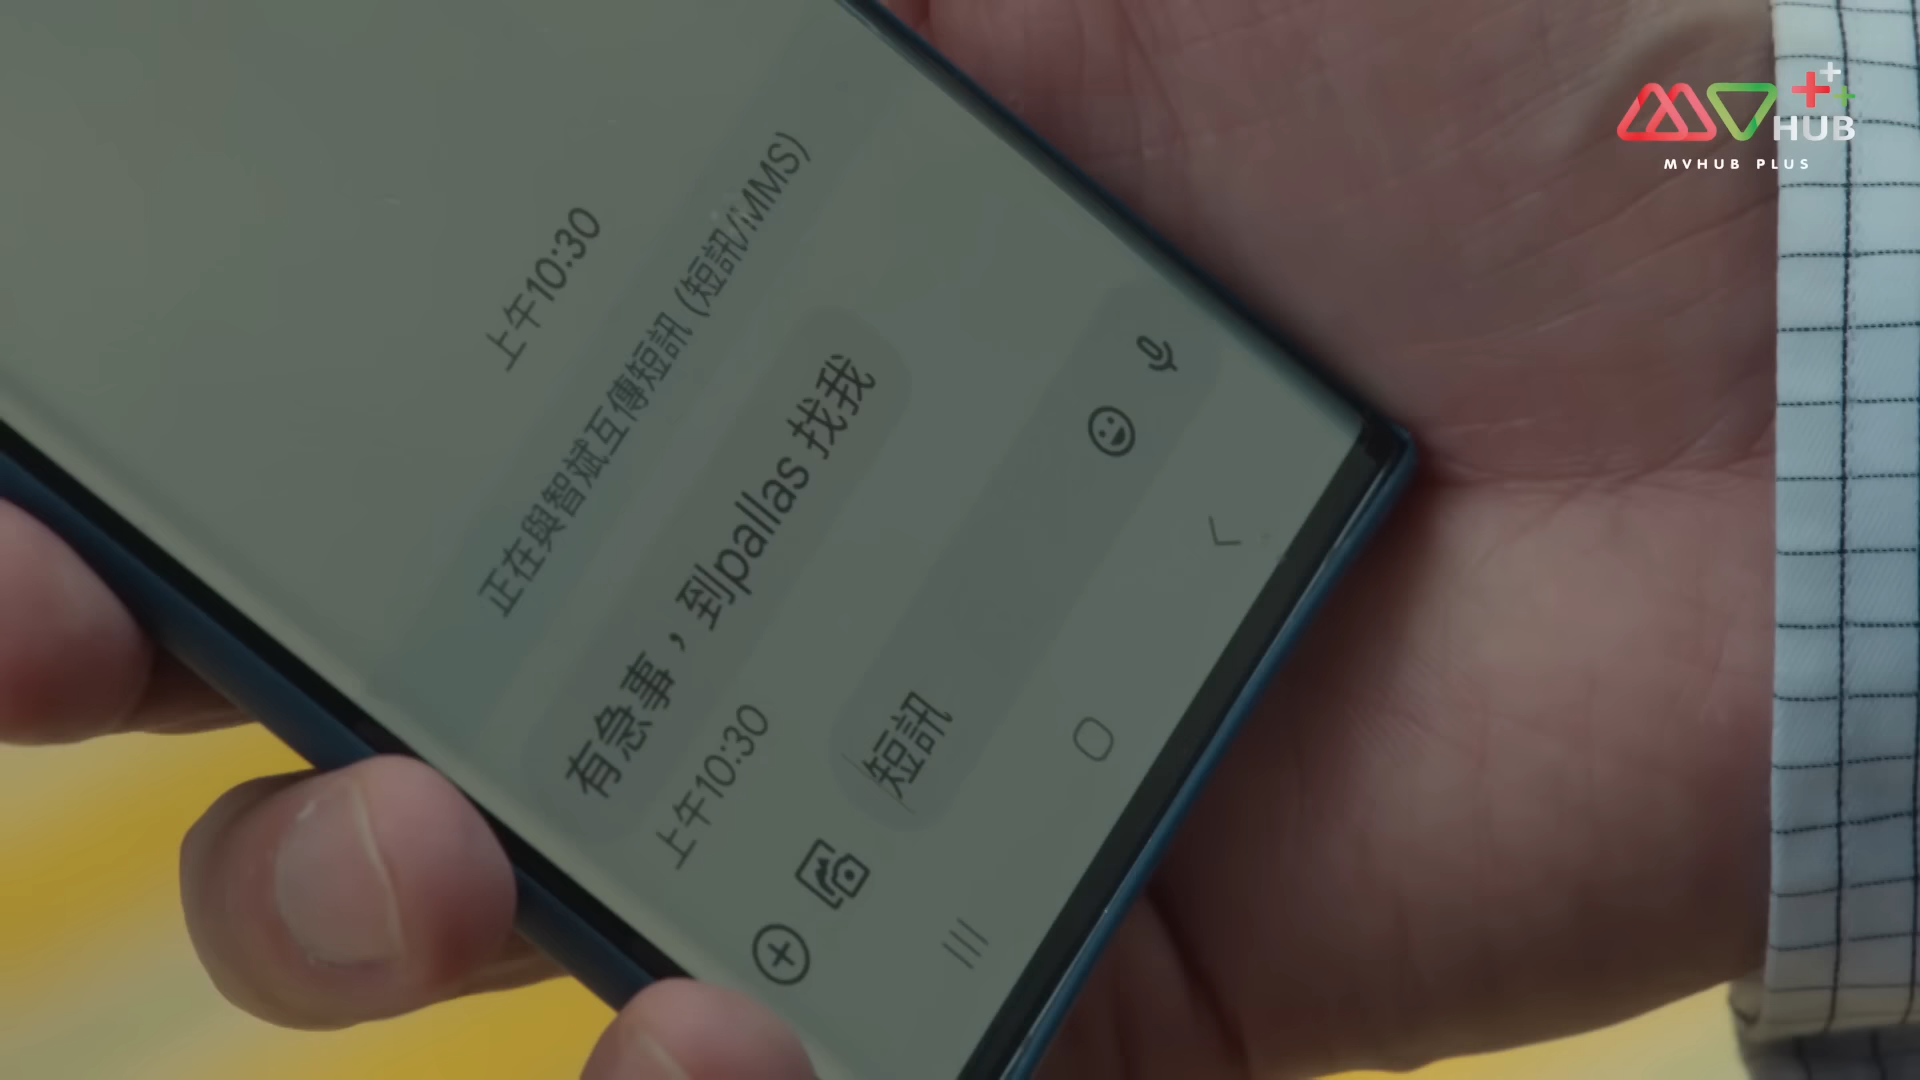 上午10:30
正在與智斌互傳短訊 (短訊/MMS)
有急事，到pallas 找我
上午10:30
短訊
HUB
MVHUB PLUS